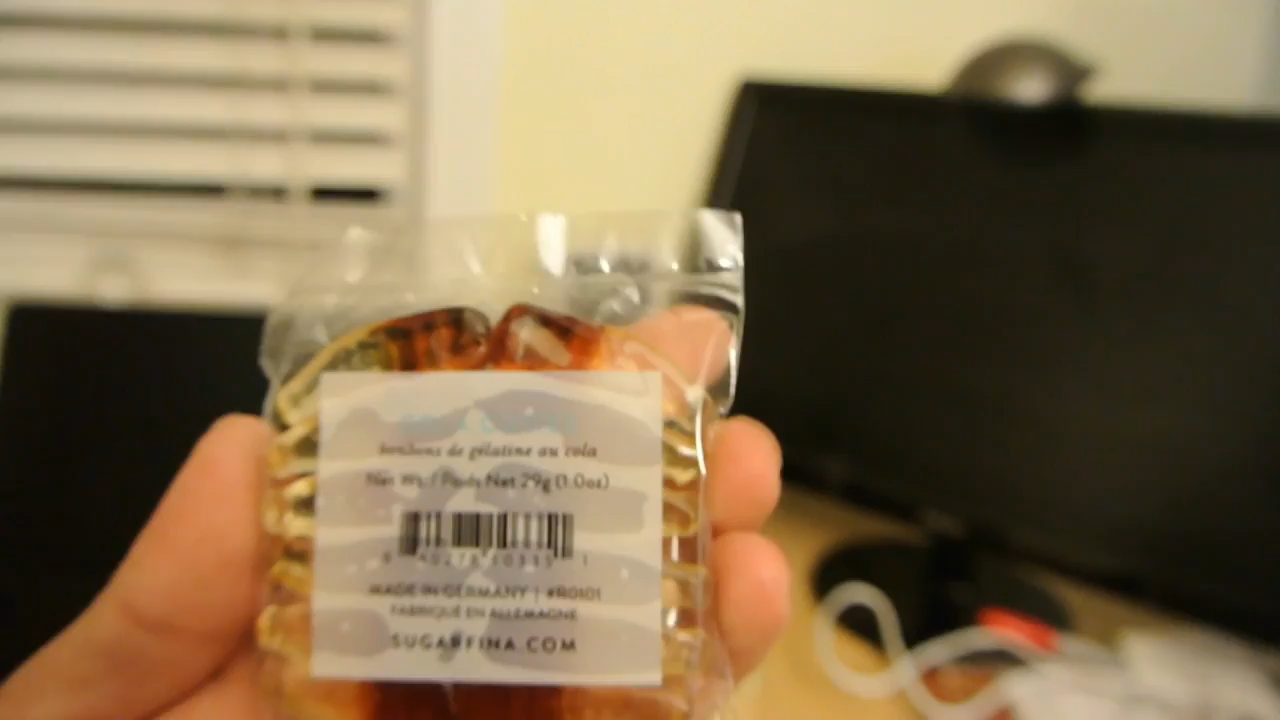 bonbons de gélatine au cola
Net Wt. / Poids Net 29g (1.0oz)
MADE IN GERMANY | #R0101
FABRIQUÉ EN ALLEMAGNE
SUGARFINA.COM